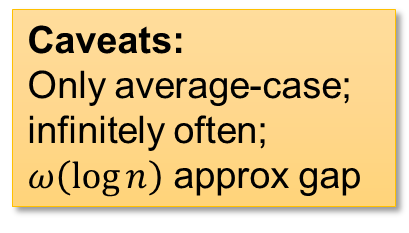 Caveats:
Only average-case;
infinitely often;
𝜔(log 𝑛) approx gap